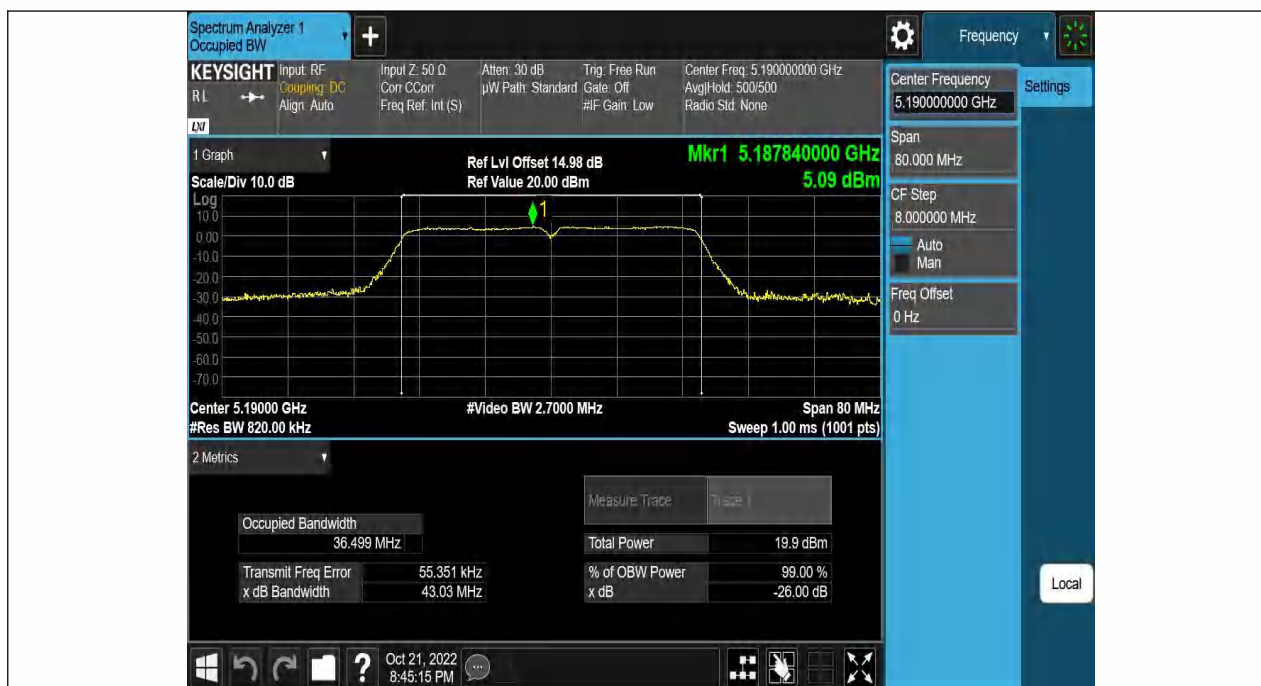 Spectrum Analyzer 1
Occupied BW
+
Frequency
KEYSIGHT
Input: RF
Input Z: 50 Ω
Atten: 30 dB
Trig: Free Run
Center Freq: 5.190000000 GHz
R L
Coupling: DC
Corr CCorr
µW Path: Standard
Gate: Off
Avg|Hold: 500/500
Align: Auto
Freq Ref: Int (S)
#IF Gain: Low
Radio Std: None
LXI
Center Frequency
5.190000000 GHz
Settings
Span
80.000 MHz
CF Step
8.000000 MHz
Auto
Man
Freq Offset
0 Hz
Local
1 Graph
Ref Lvl Offset 14.98 dB
Mkr1 5.187840000 GHz
Scale/Div 10.0 dB
Ref Value 20.00 dBm
5.09 dBm
Log
1
10.0
0.00
-10.0
-20.0
-30.0
-40.0
-50.0
-60.0
-70.0
Center 5.19000 GHz
#Video BW 2.7000 MHz
Span 80 MHz
#Res BW 820.00 kHz
Sweep 1.00 ms (1001 pts)
2 Metrics
Measure Trace
Trace 1
Occupied Bandwidth
36.499 MHz
Total Power
19.9 dBm
Transmit Freq Error
55.351 kHz
% of OBW Power
99.00 %
x dB Bandwidth
43.03 MHz
x dB
-26.00 dB
?
Oct 21, 2022
8:45:15 PM